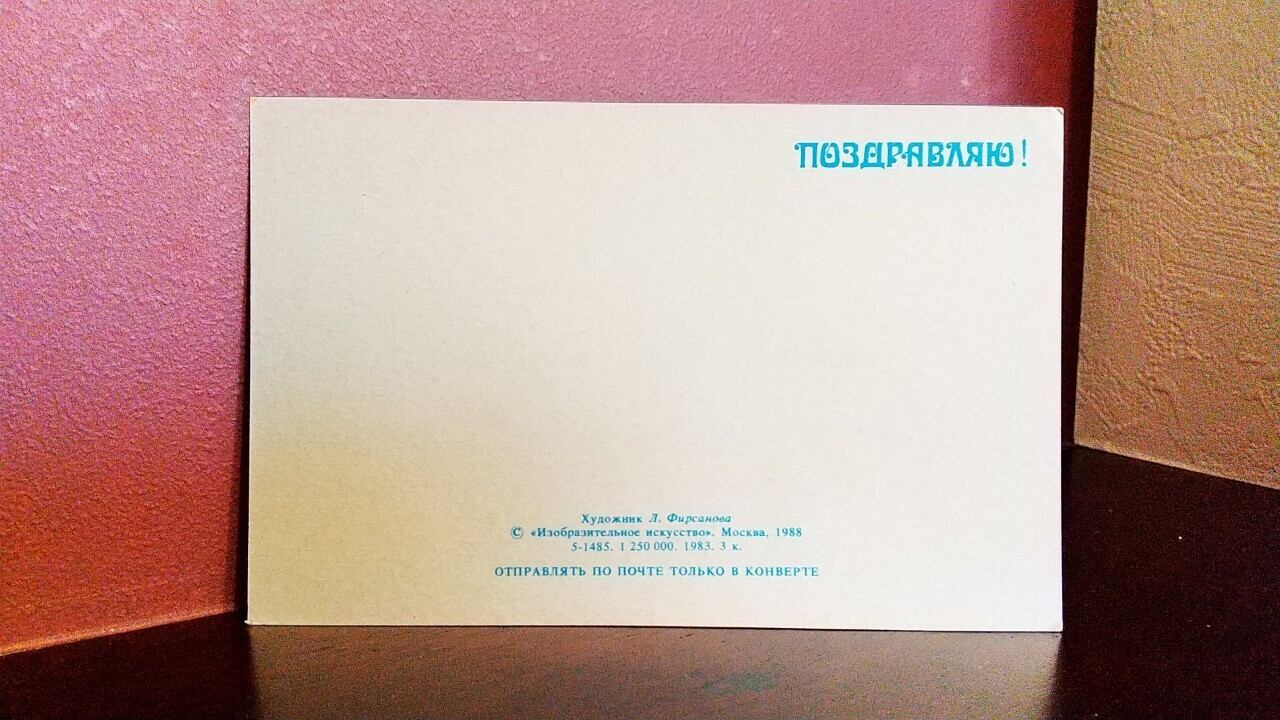 ПОЗДРАВЛЯЮ!
Художник Л. Фирсанова
© «Изобразительное искусство». Москва, 1988
5-1485. 1 250 000. 1983. 3 к.
ОТПРАВЛЯТЬ ПО ПОЧТЕ ТОЛЬКО В КОНВЕРТЕ